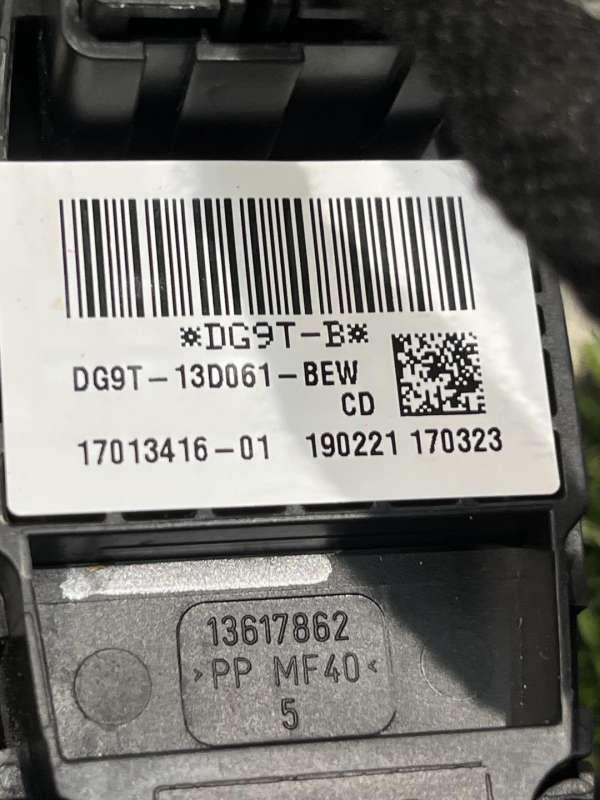 *DG9T-B*
DG9T-13D061-BEW
CD
17013416-01 190221 170323
13617862
>PP MF40<
5